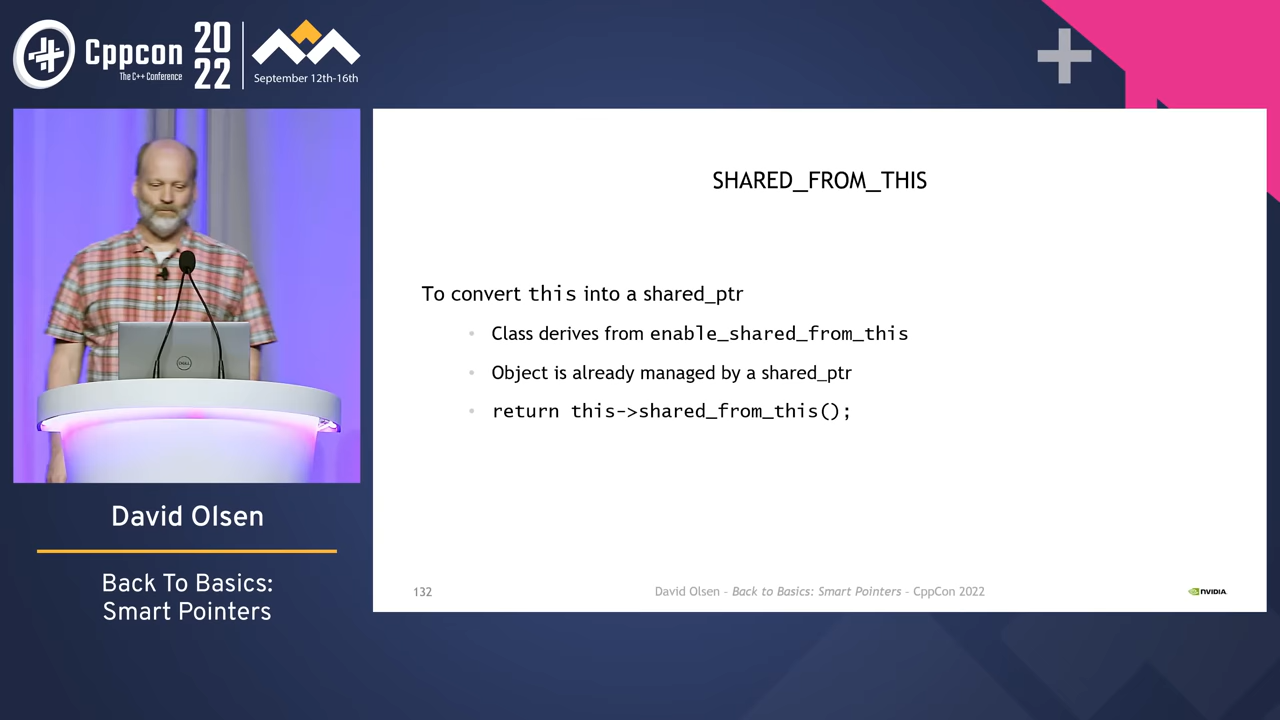 Cppcon
The C++ Conference
20
22
September 12th-16th
SHARED_FROM_THIS
To convert this into a shared_ptr
• Class derives from enable_shared_from_this
• Object is already managed by a shared_ptr
• return this->shared_from_this();
DELL
David Olsen
Back To Basics:
Smart Pointers
132
David Olsen – Back to Basics: Smart Pointers – CppCon 2022
NVIDIA